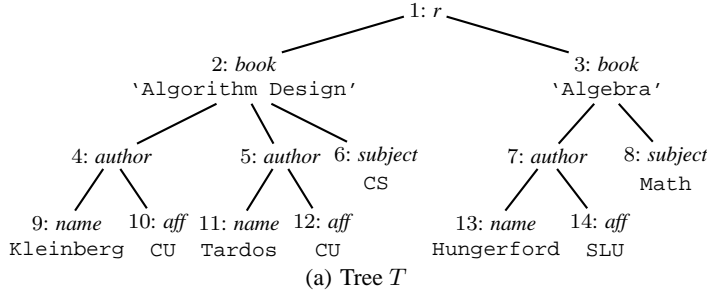 1: r
2: book 3: book
‘Algorithm Design’ ‘Algebra’
4: author 5: author 6: subject 7: author 8: subject
CS Math
9: name 10: aff 11: name 12: aff 13: name 14: aff
Kleinberg CU Tardos CU Hungerford SLU
(a) Tree T